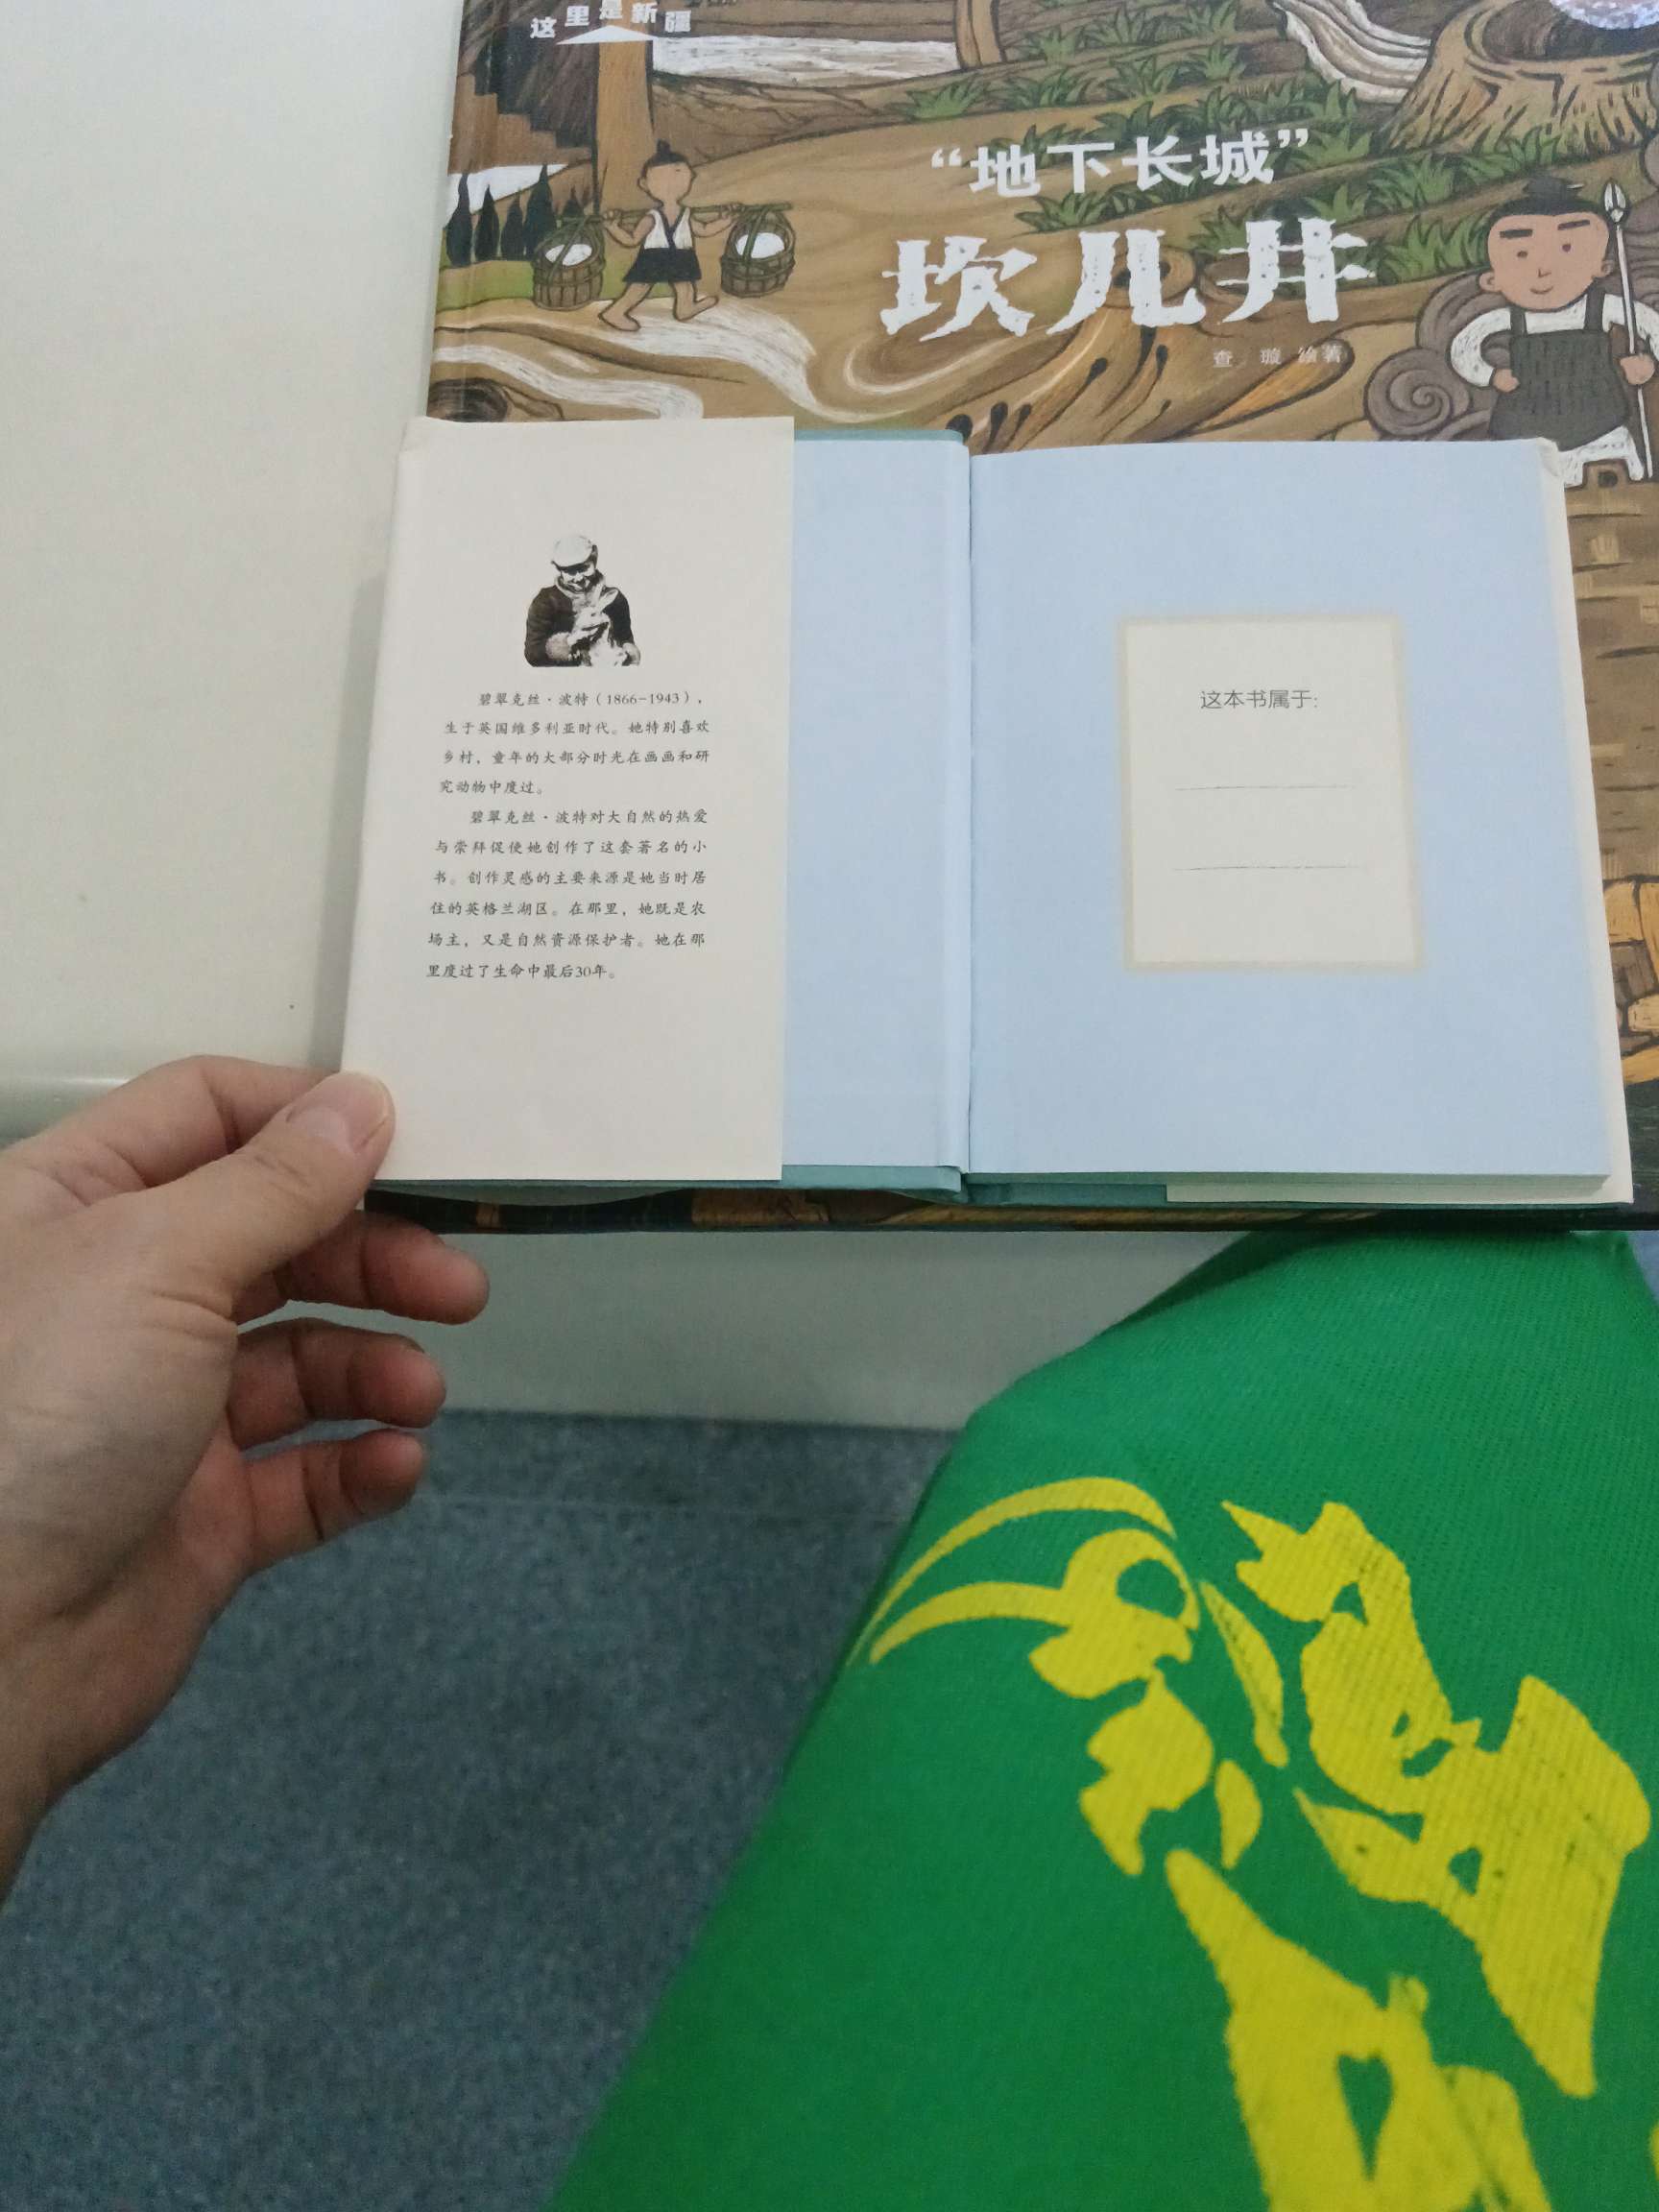 这里是新疆
“地下长城”
坎儿井
查 璇 绘著
碧翠克丝·波特（1866-1943），
生于英国维多利亚时代。她特别喜欢
乡村，童年的大部分时光在画画和研
究动物中度过。
碧翠克丝·波特对大自然的热爱
与崇拜促使她创作了这套著名的小
书。创作灵感的主要来源是她当时居
住的英格兰湖区。在那里，她既是农
场主，又是自然资源保护者。她在那
里度过了生命中最后30年。
这本书属于: